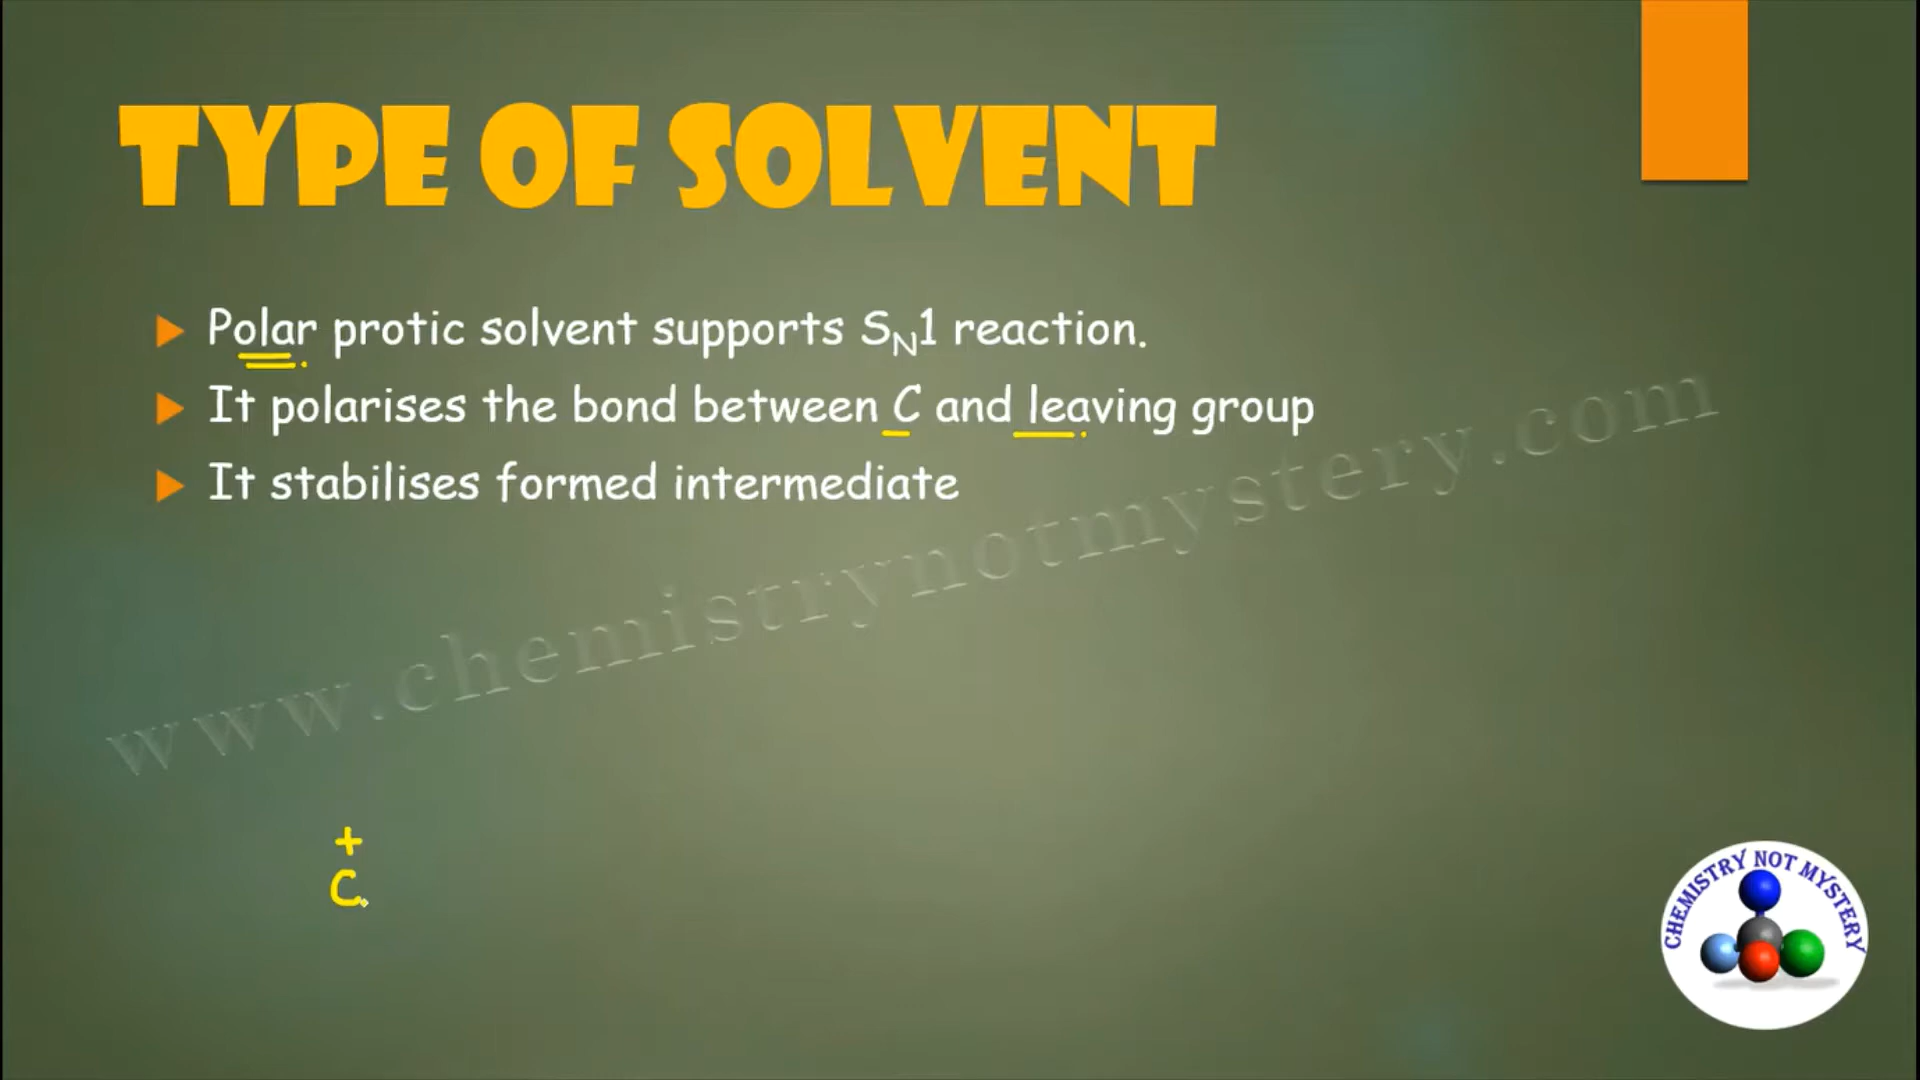 TYPE OF SOLVENT
Polar protic solvent supports SN1 reaction.
It polarises the bond between C and leaving group
It stabilises formed intermediate
www.chemistrynotmystery.com
+
C
CHEMISTRY NOT MYSTERY